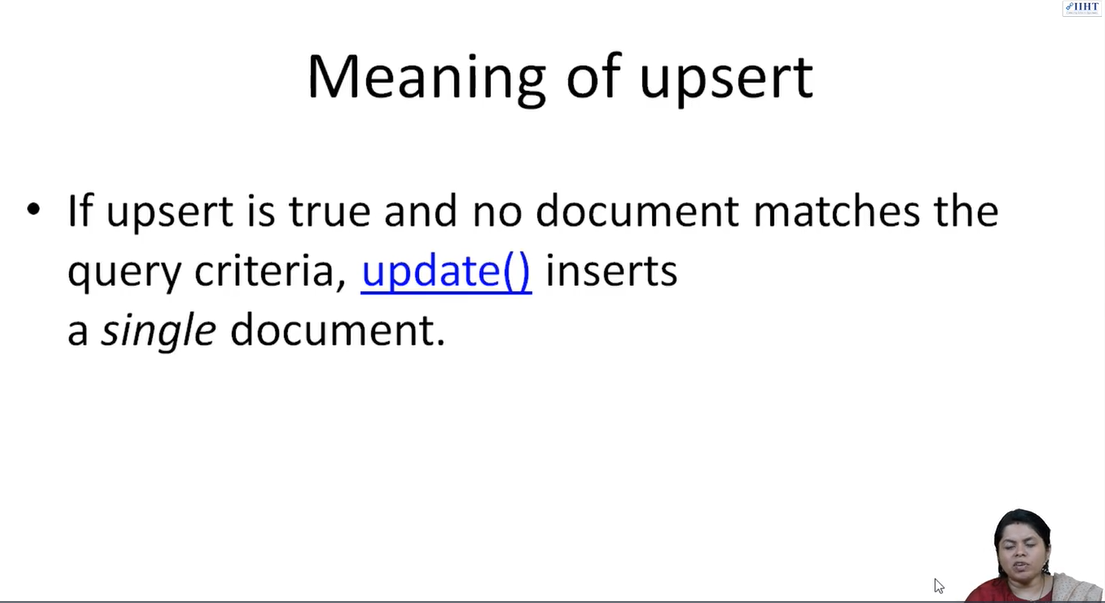 IIHT
Meaning of upsert
• If upsert is true and no document matches the
query criteria, update() inserts
a single document.